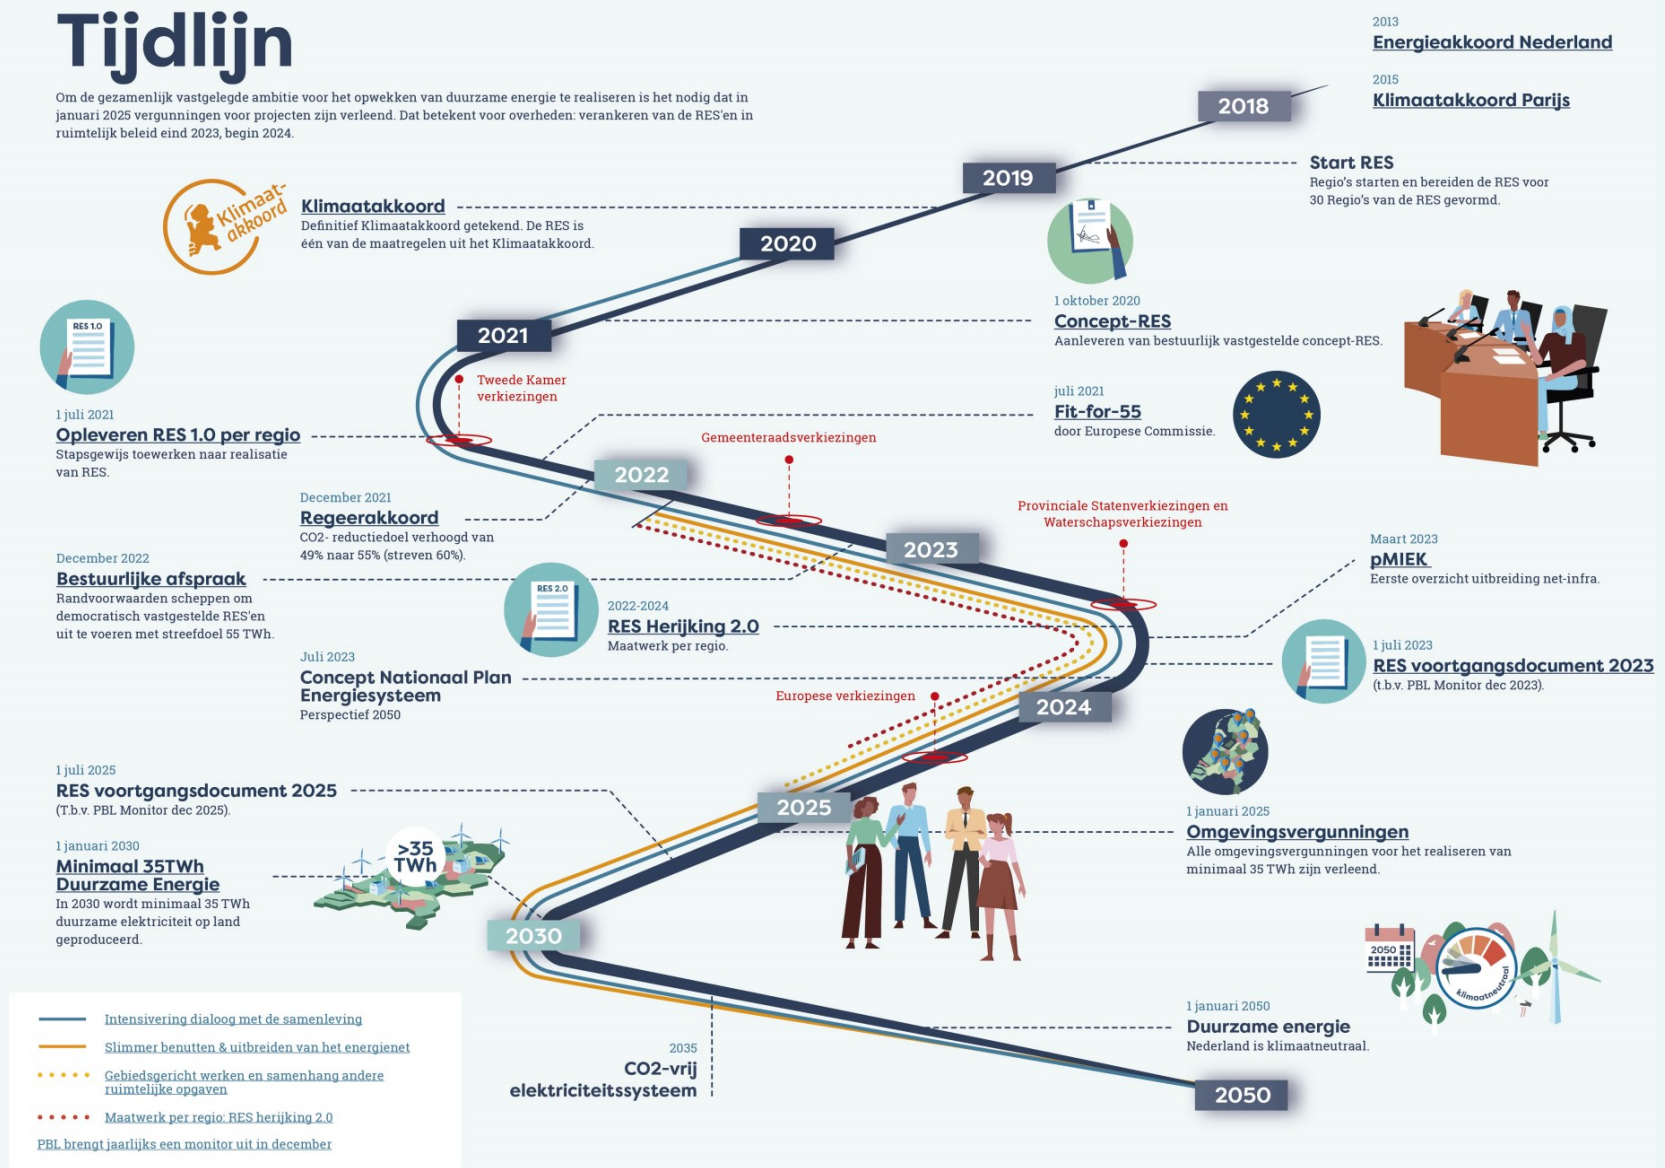 Tijdlijn
Om de gezamenlijk vastgelegde ambitie voor het opwekken van duurzame energie te realiseren is het nodig dat in
januari 2025 vergunningen voor projecten zijn verleend. Dat betekent voor overheden: verankeren van de RES'en in
ruimtelijk beleid eind 2023, begin 2024.
2013
Energieakkoord Nederland
2015
Klimaatakkoord Parijs
2018
Start RES
Regio's starten en bereiden de RES voor
30 Regio's van de RES gevormd.
2019
Klimaat-
akkoord
Klimaatakkoord
Definitief Klimaatakkoord getekend. De RES is
één van de maatregelen uit het Klimaatakkoord.
2020
1 oktober 2020
Concept-RES
Aanleveren van bestuurlijk vastgestelde concept-RES.
2021
RES 1.0
1 juli 2021
Opleveren RES 1.0 per regio
Stapsgewijs toewerken naar realisatie
van RES.
Tweede Kamer
verkiezingen
juli 2021
Fit-for-55
door Europese Commissie.
Gemeenteraadsverkiezingen
2022
December 2021
Regeerakkoord
CO2- reductiedoel verhoogd van
49% naar 55% (streven 60%).
Provinciale Statenverkiezingen en
Waterschapsverkiezingen
2023
December 2022
Bestuurlijke afspraak
Randvoorwaarden scheppen om
democratisch vastgestelde RES'en
uit te voeren met streefdoel 55 TWh.
RES 2.0
2022-2024
RES Herijking 2.0
Maatwerk per regio.
Maart 2023
pMIEK
Eerste overzicht uitbreiding net-infra.
1 juli 2023
RES voortgangsdocument 2023
(t.b.v. PBL Monitor dec 2023).
Juli 2023
Concept Nationaal Plan
Energiesysteem
Perspectief 2050
Europese verkiezingen
2024
1 juli 2025
RES voortgangsdocument 2025
(T.b.v. PBL Monitor dec 2025).
2025
1 januari 2025
Omgevingsvergunningen
Alle omgevingsvergunningen voor het realiseren van
minimaal 35 TWh zijn verleend.
1 januari 2030
Minimaal 35TWh
Duurzame Energie
In 2030 wordt minimaal 35 TWh
duurzame elektriciteit op land
geproduceerd.
>35
TWh
2030
2050
klimaatneutraal
1 januari 2050
Duurzame energie
Nederland is klimaatneutraal.
2035
CO2-vrij
elektriciteitssysteem
2050
Intensivering dialoog met de samenleving
Slimmer benutten & uitbreiden van het energienet
Gebiedsgericht werken en samenhang andere
ruimtelijke opgaven
Maatwerk per regio: RES herijking 2.0
PBL brengt jaarlijks een monitor uit in december